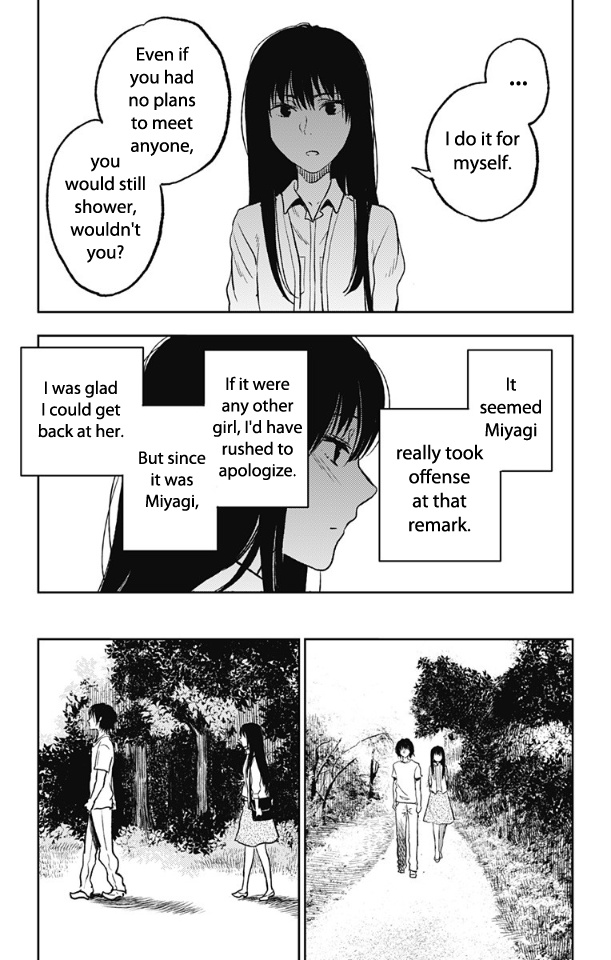 ...
I do it for
myself.
Even if
you had
no plans
to meet
anyone,
you
would still
shower,
wouldn't
you?
It
seemed
Miyagi
really took
offense
at that
remark.
If it were
any other
girl, I'd have
rushed to
apologize.
But since
it was
Miyagi,
I was glad
I could get
back at her.